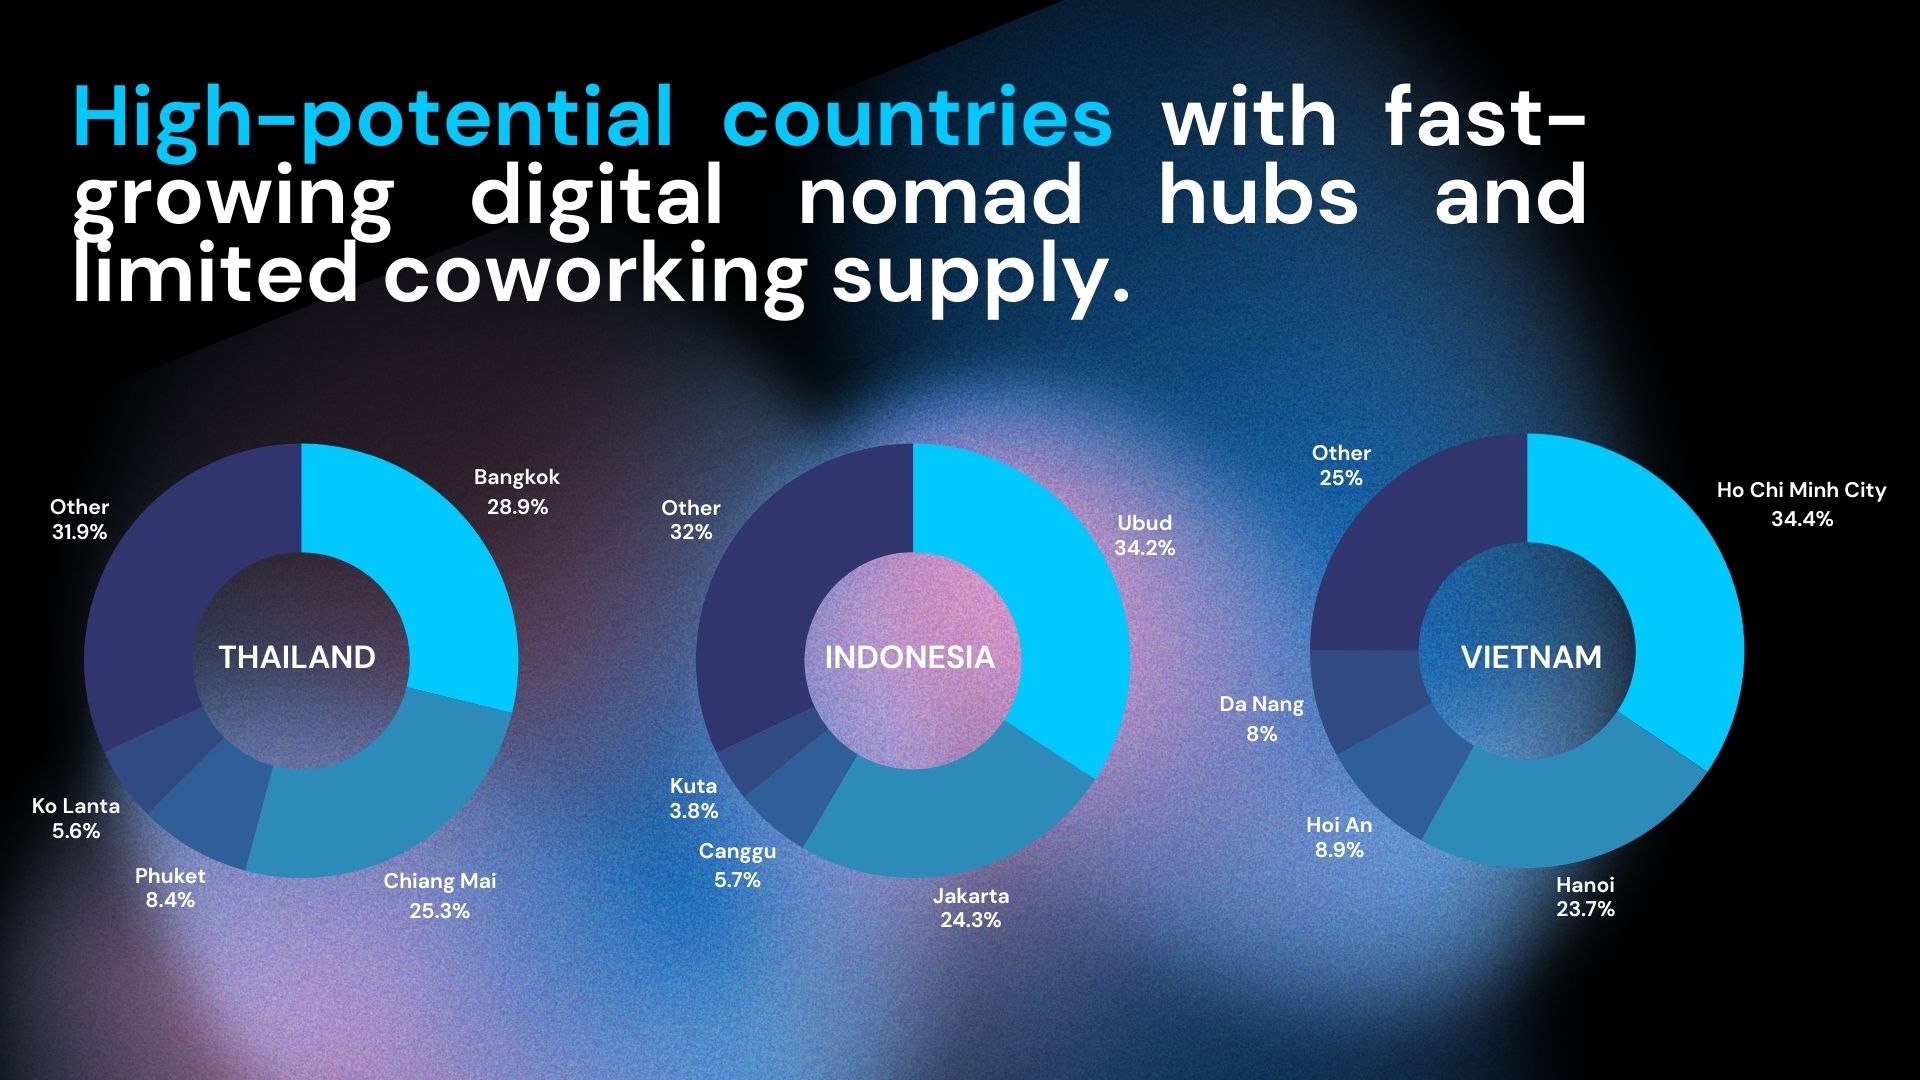 High-potential countries with fast-
growing digital nomad hubs and
limited coworking supply.
Other
31.9%
Bangkok
28.9%
THAILAND
Ko Lanta
5.6%
Phuket
8.4%
Chiang Mai
25.3%
Other
32%
Ubud
34.2%
INDONESIA
Kuta
3.8%
Canggu
5.7%
Jakarta
24.3%
Other
25%
Ho Chi Minh City
34.4%
VIETNAM
Da Nang
8%
Hoi An
8.9%
Hanoi
23.7%